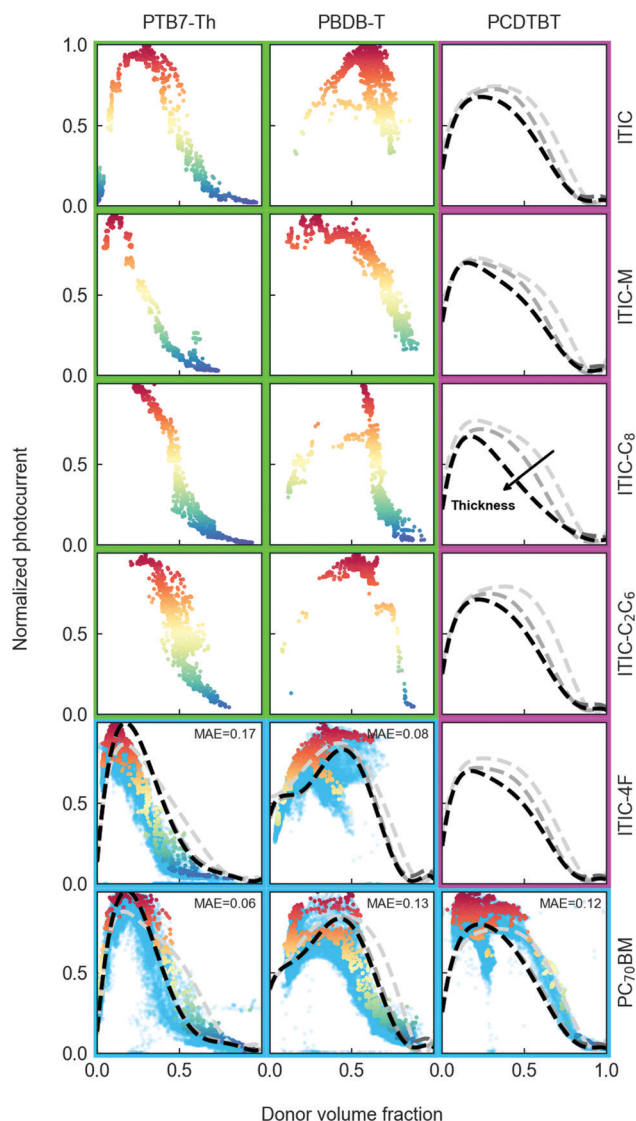 PTB7-Th PBDB-T PCDTBT
1.0
0.5
0.0
ITIC
0.5
0.0
ITIC-M
0.5
0.0
Thickness
ITIC-C8
0.5
0.0
ITIC-C2C6
MAE=0.17 MAE=0.08
0.5
0.0
ITIC-4F
MAE=0.06 MAE=0.13 MAE=0.12
0.5
0.0
PC70BM
0.0 0.5 0.0 0.5 0.0 0.5 1.0
Normalized photocurrent
Donor volume fraction